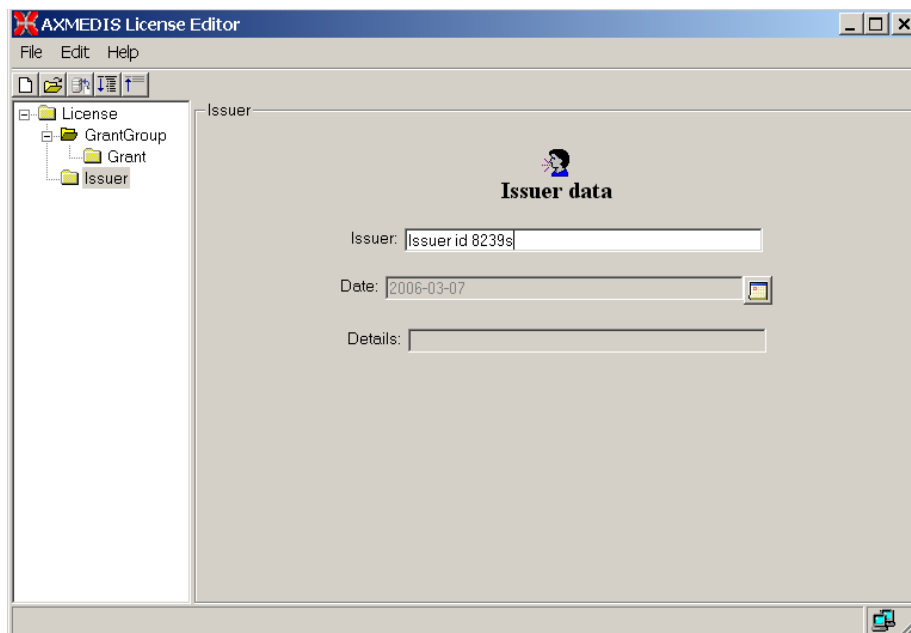 AXMEDIS License Editor
File Edit Help
License
GrantGroup
Grant
Issuer
Issuer
Issuer data
Issuer: Issuer id 8239s
Date: 2006-03-07
Details: